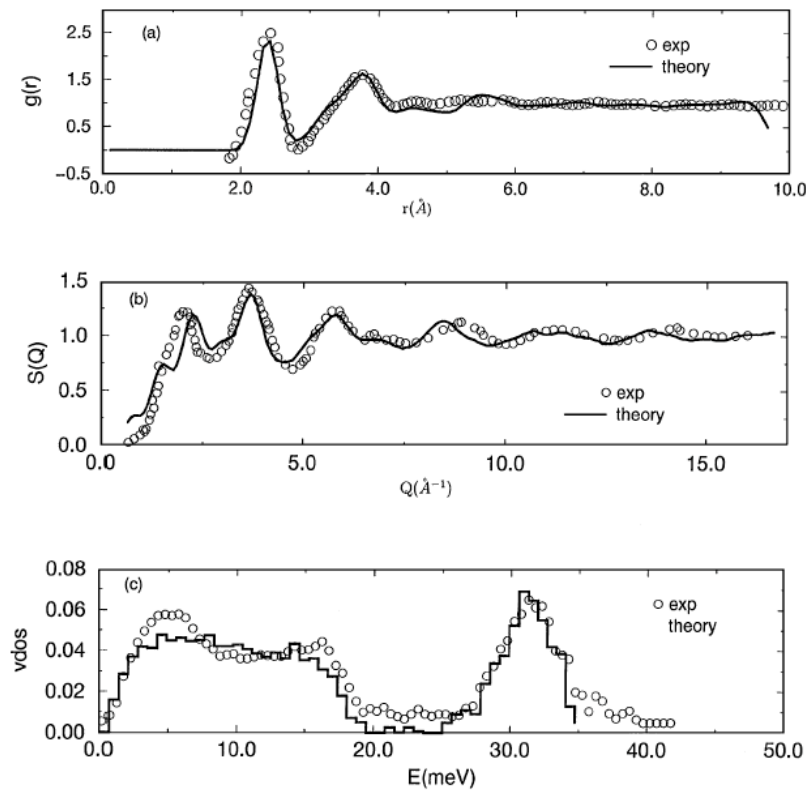 (a)
2.5
1.5
0.5
−0.5
g(r)
exp
theory
0.0 2.0 4.0 6.0 8.0 10.0
r(Å)
(b)
1.5
1.0
0.5
0.0
S(Q)
exp
theory
0.0 5.0 10.0 15.0
Q(Å⁻¹)
(c)
0.08
0.06
0.04
0.02
0.00
vdos
exp
theory
0.0 10.0 20.0 30.0 40.0 50.0
E(meV)